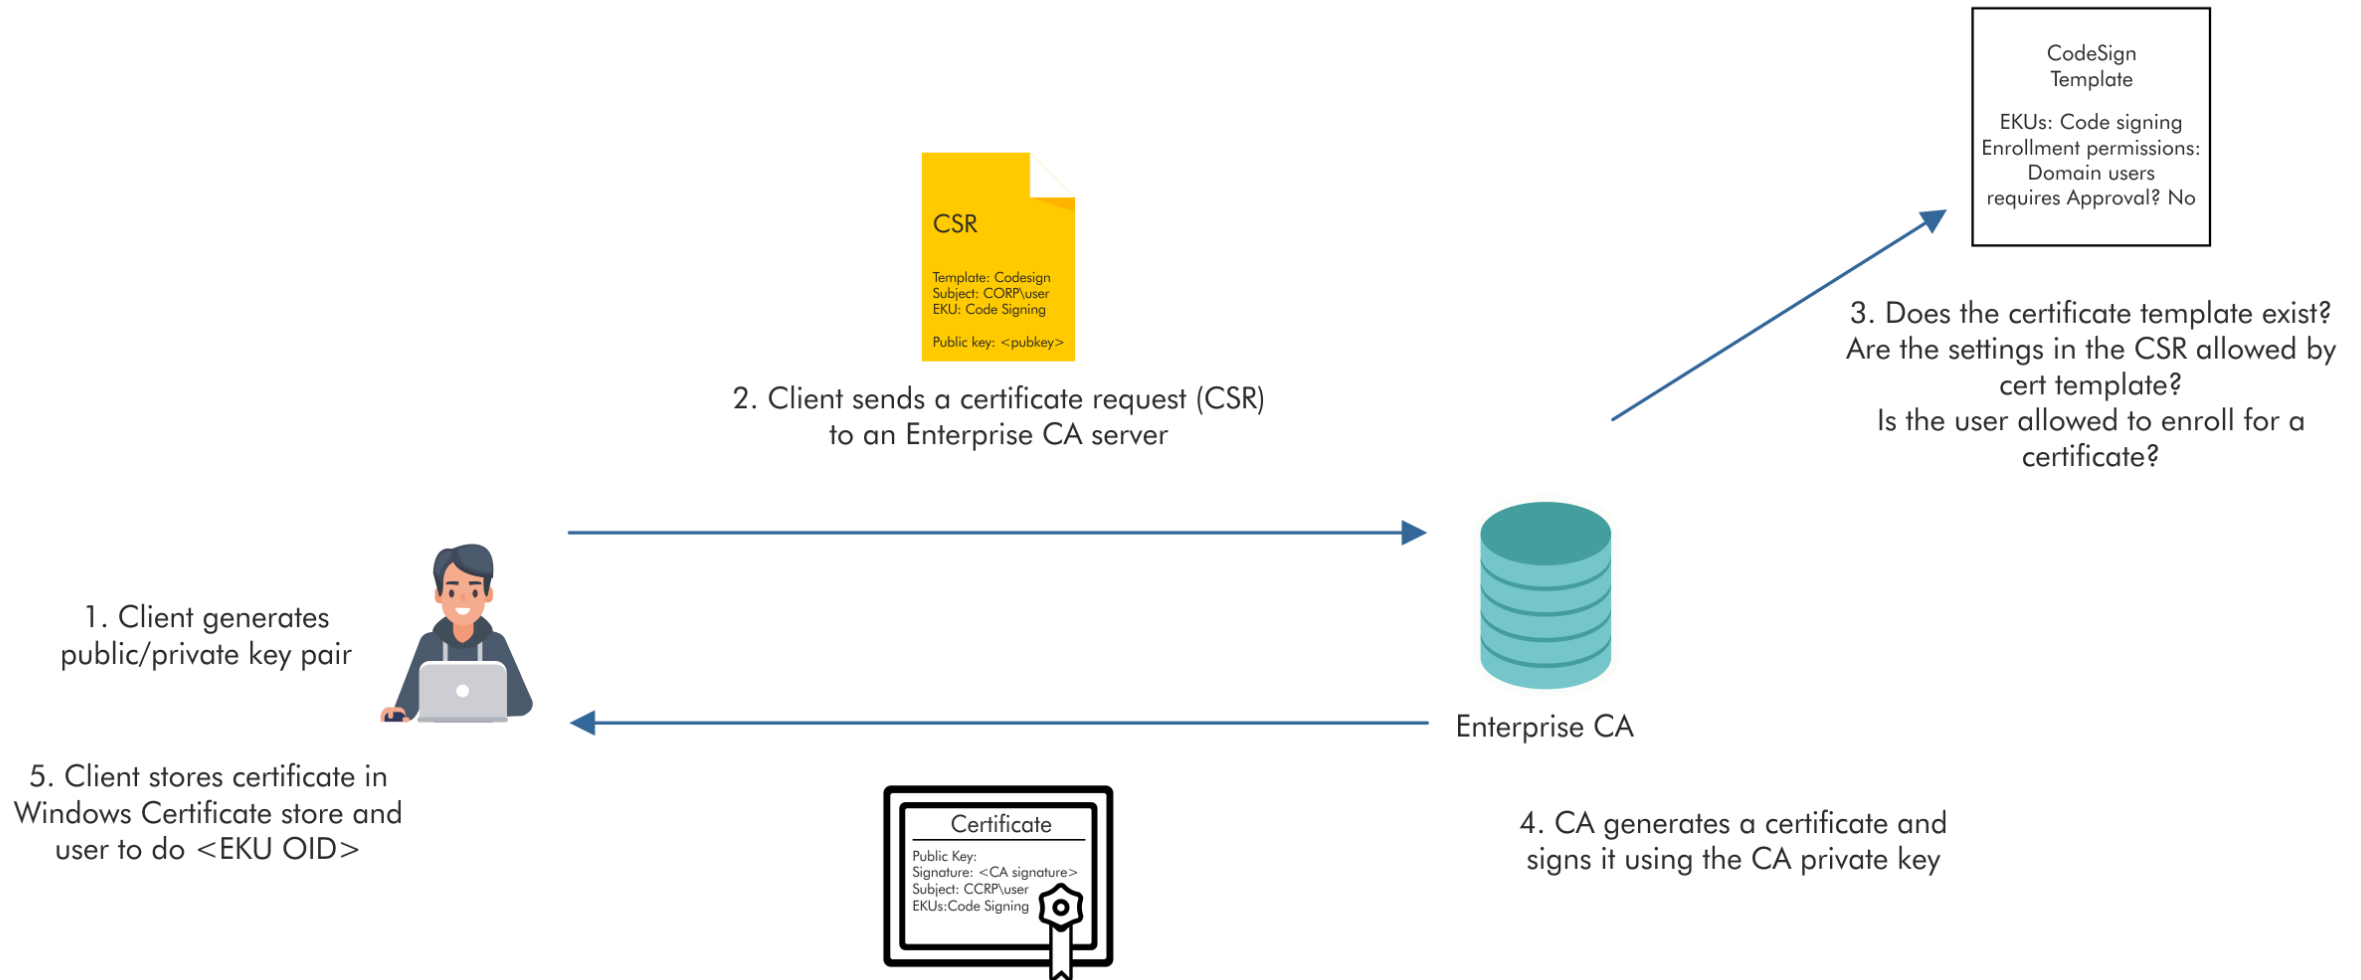 CodeSign
Template
EKUs: Code signing
Enrollment permissions:
Domain users
requires Approval? No
CSR
Template: Codesign
Subject: CORP\user
EKU: Code Signing
Public key: <pubkey>
2. Client sends a certificate request (CSR)
to an Enterprise CA server
3. Does the certificate template exist?
Are the settings in the CSR allowed by
cert template?
Is the user allowed to enroll for a
certificate?
1. Client generates
public/private key pair
Enterprise CA
5. Client stores certificate in
Windows Certificate store and
user to do <EKU OID>
Certificate
Public Key:
Signature: <CA signature>
Subject: CCRP\user
EKUs:Code Signing
4. CA generates a certificate and
signs it using the CA private key